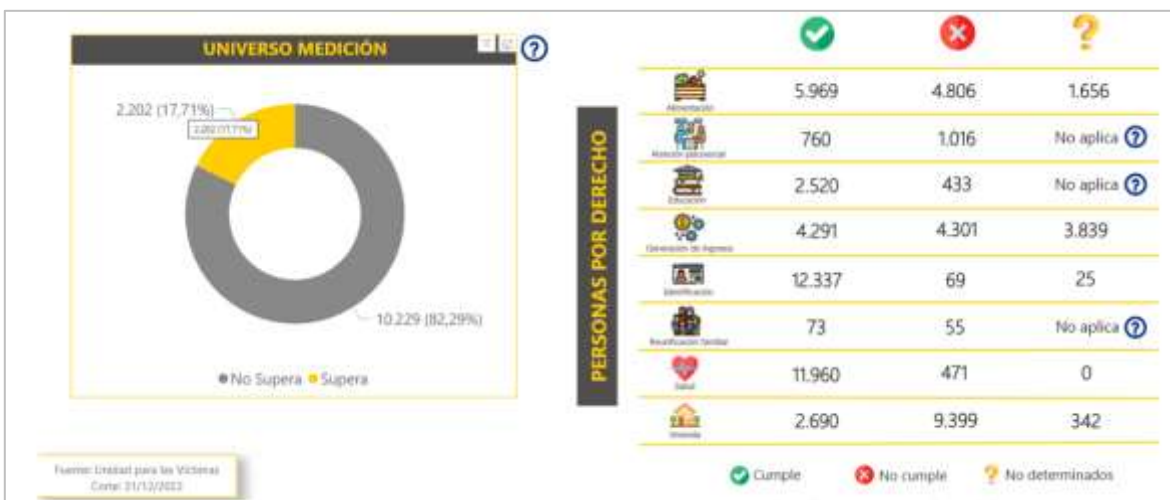 UNIVERSO MEDICIÓN
2.202 (17,71%)
2.202 (17,71%)
10.229 (82,29%)
No Supera Supera
Fuente: Unidad para las Víctimas
Corte: 31/12/2022
PERSONAS POR DERECHO
Alimentación 5.969 4.806 1.656
Atención psicosocial 760 1.016 No aplica
Educación 2.520 433 No aplica
Generación de Ingresos 4.291 4.301 3.839
Identificación 12.337 69 25
Reunificación familiar 73 55 No aplica
Salud 11.960 471 0
Vivienda 2.690 9.399 342
Cumple No cumple No determinados